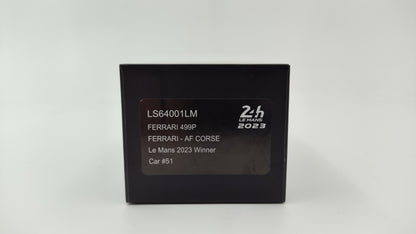 LS64001LM
24h
LE MANS
2023
FERRARI 499P
FERRARI - AF CORSE
Le Mans 2023 Winner
Car #51